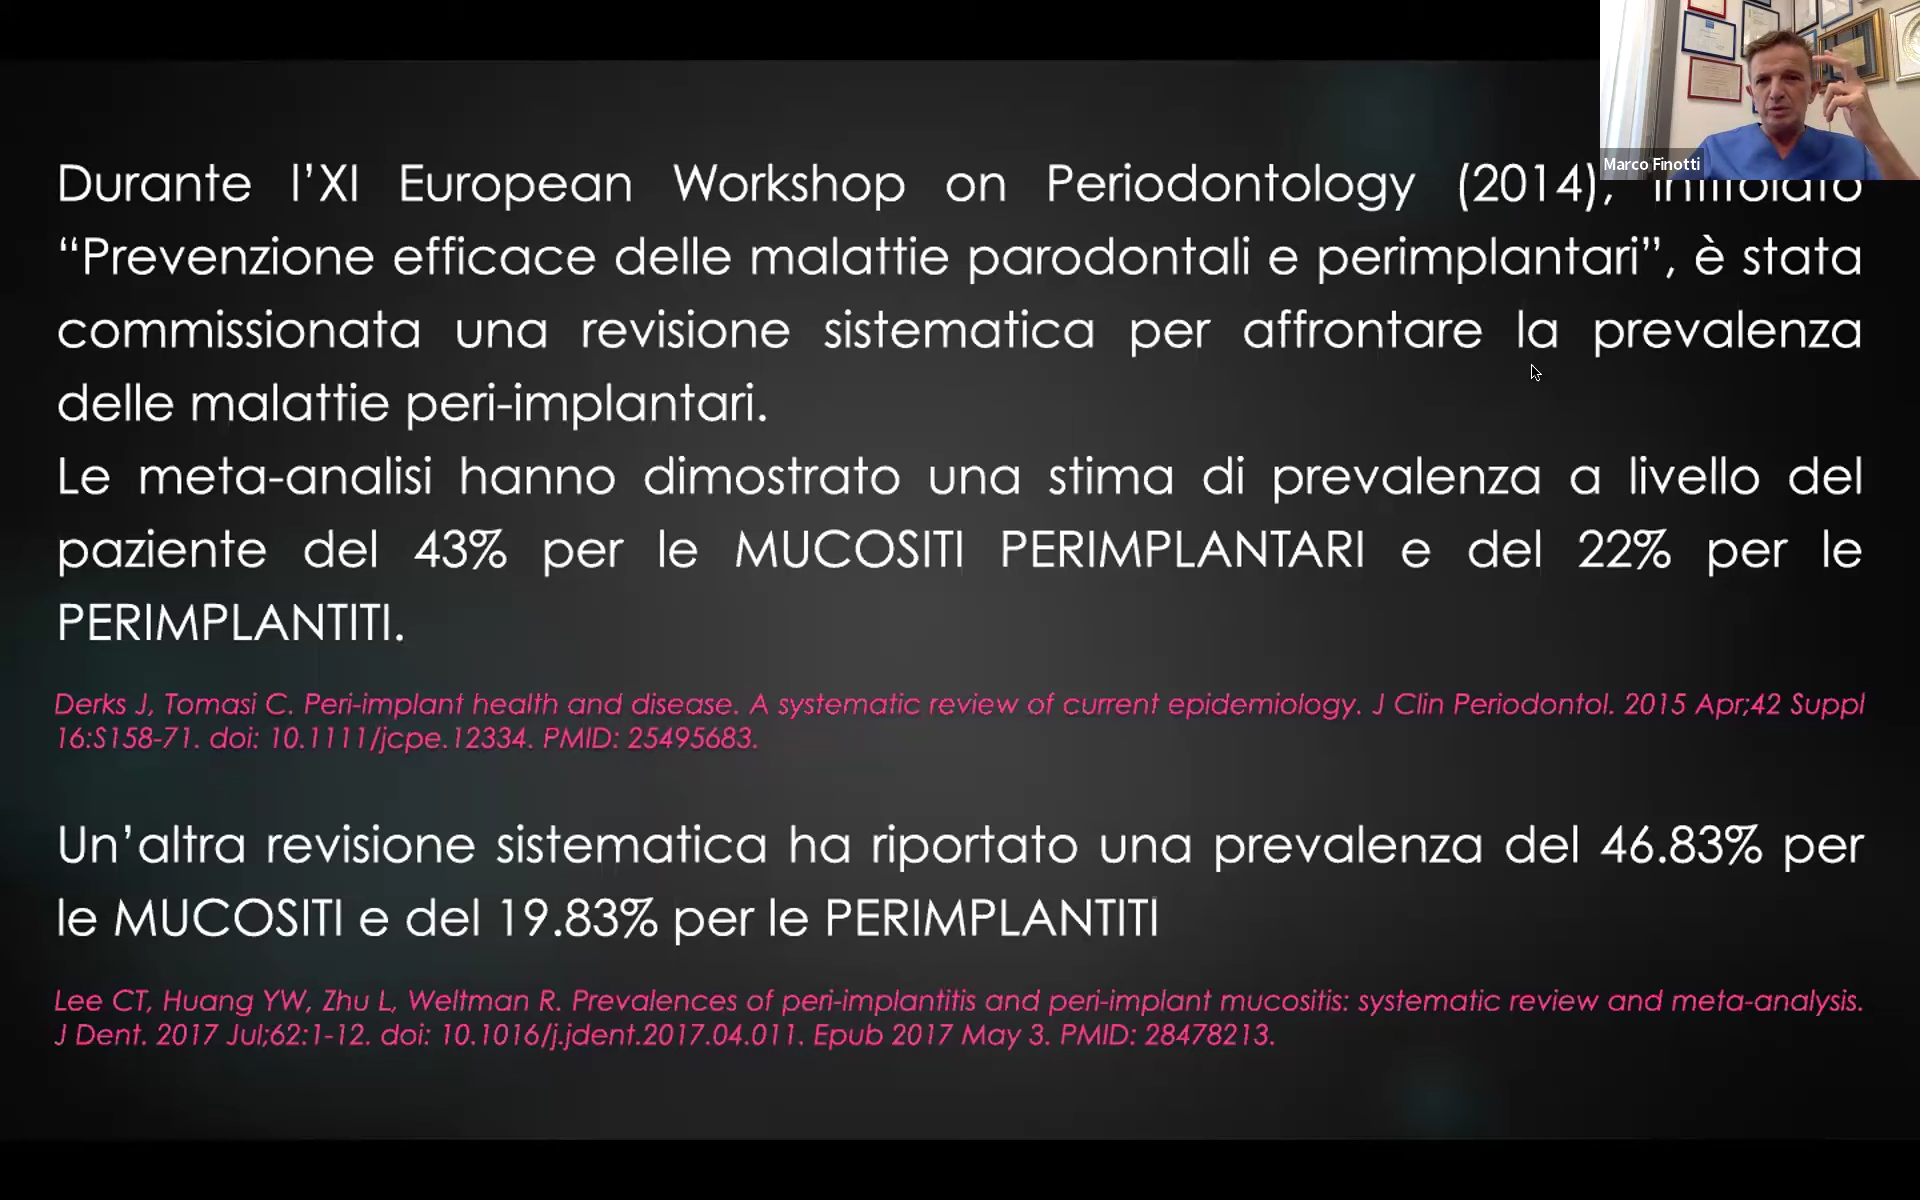 Marco Finotti
Durante l’XI European Workshop on Periodontology (2014), intitolato
“Prevenzione efficace delle malattie parodontali e perimplantari”, è stata
commissionata una revisione sistematica per affrontare la prevalenza
delle malattie peri-implantari.
Le meta-analisi hanno dimostrato una stima di prevalenza a livello del
paziente del 43% per le MUCOSITI PERIMPLANTARI e del 22% per le
PERIMPLANTITI.
Derks J, Tomasi C. Peri-implant health and disease. A systematic review of current epidemiology. J Clin Periodontol. 2015 Apr;42 Suppl
16:S158-71. doi: 10.1111/jcpe.12334. PMID: 25495683.
Un’altra revisione sistematica ha riportato una prevalenza del 46.83% per
le MUCOSITI e del 19.83% per le PERIMPLANTITI
Lee CT, Huang YW, Zhu L, Weltman R. Prevalences of peri-implantitis and peri-implant mucositis: systematic review and meta-analysis.
J Dent. 2017 Jul;62:1-12. doi: 10.1016/j.jdent.2017.04.011. Epub 2017 May 3. PMID: 28478213.